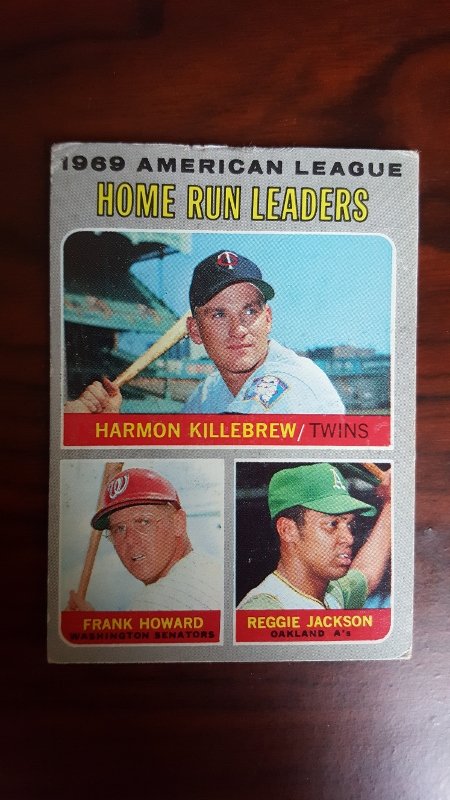 1969 AMERICAN LEAGUE
HOME RUN LEADERS
HARMON KILLEBREW/TWINS
FRANK HOWARD
WASHINGTON SENATORS
REGGIE JACKSON
OAKLAND A's